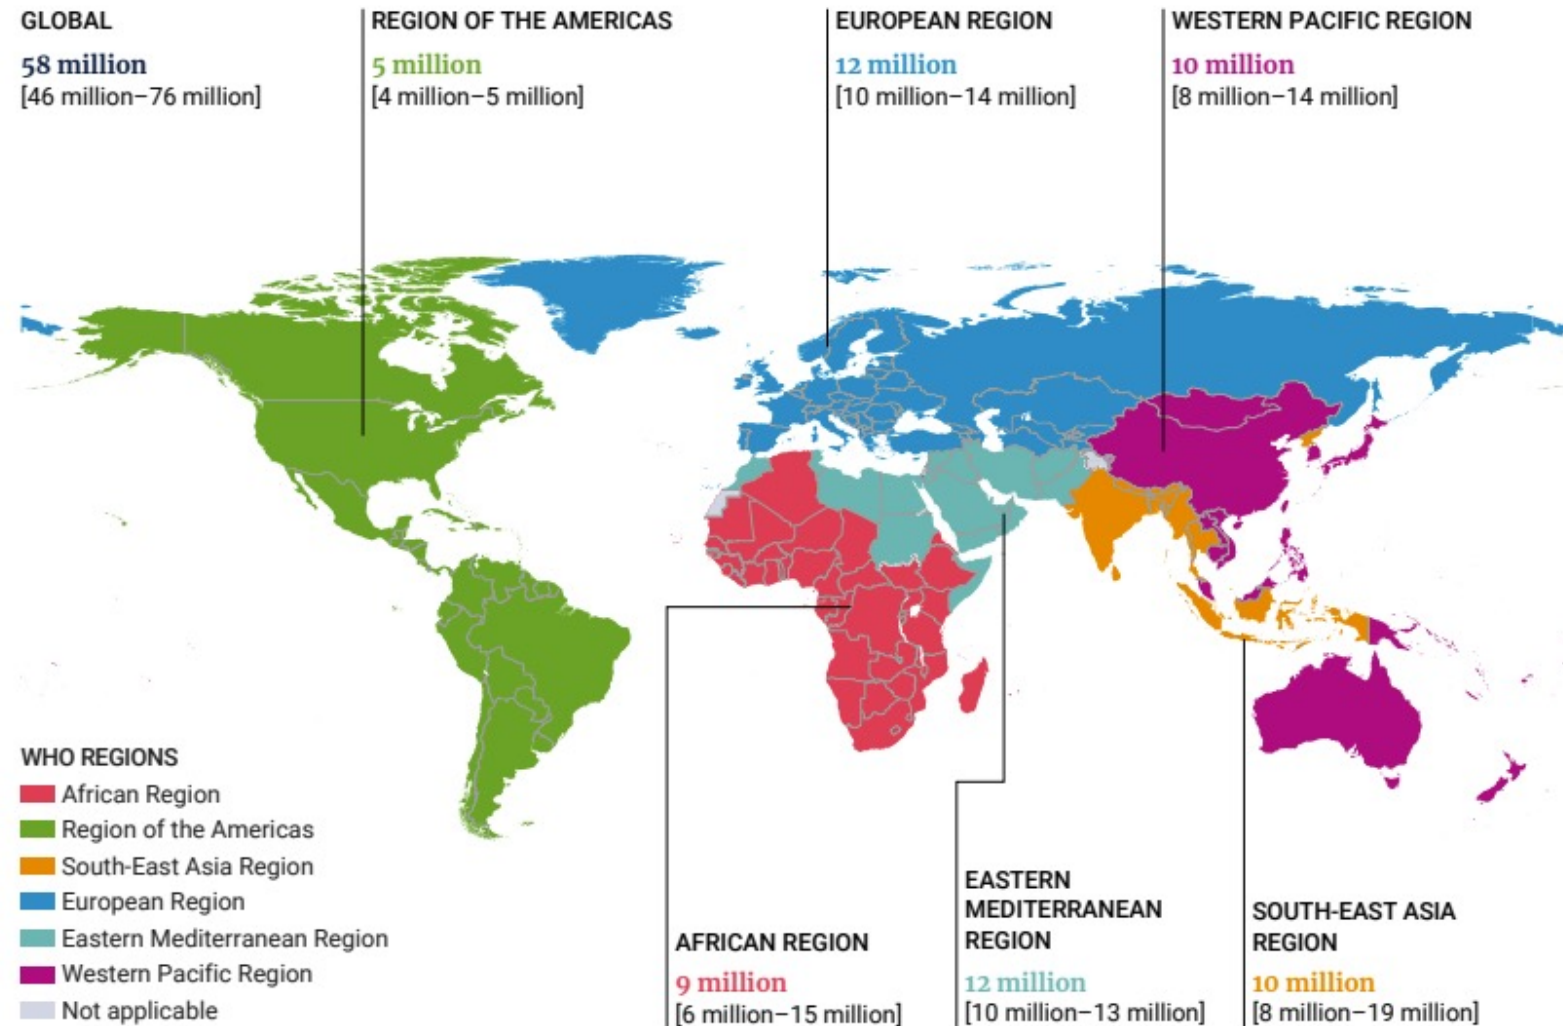 GLOBAL
58 million
[46 million–76 million]
REGION OF THE AMERICAS
5 million
[4 million–5 million]
EUROPEAN REGION
12 million
[10 million–14 million]
WESTERN PACIFIC REGION
10 million
[8 million–14 million]
WHO REGIONS
African Region
Region of the Americas
South-East Asia Region
European Region
Eastern Mediterranean Region
Western Pacific Region
Not applicable
AFRICAN REGION
9 million
[6 million–15 million]
EASTERN
MEDITERRANEAN
REGION
12 million
[10 million–13 million]
SOUTH-EAST ASIA
REGION
10 million
[8 million–19 million]